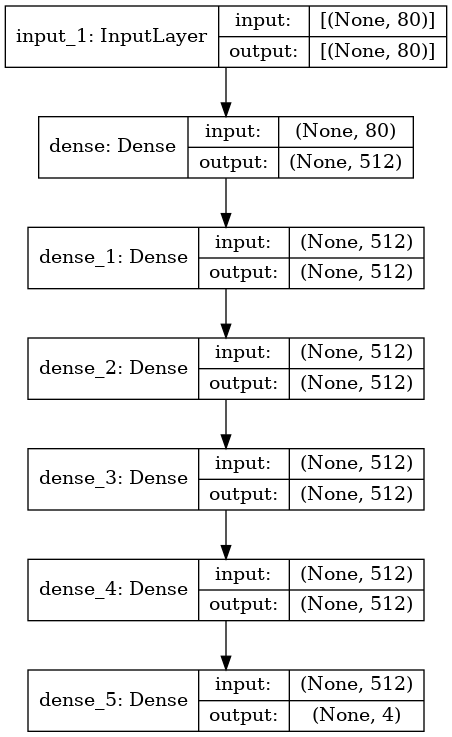 input_1: InputLayer
input: [(None, 80)]
output: [(None, 80)]
dense: Dense
input: (None, 80)
output: (None, 512)
dense_1: Dense
input: (None, 512)
output: (None, 512)
dense_2: Dense
input: (None, 512)
output: (None, 512)
dense_3: Dense
input: (None, 512)
output: (None, 512)
dense_4: Dense
input: (None, 512)
output: (None, 512)
dense_5: Dense
input: (None, 512)
output: (None, 4)